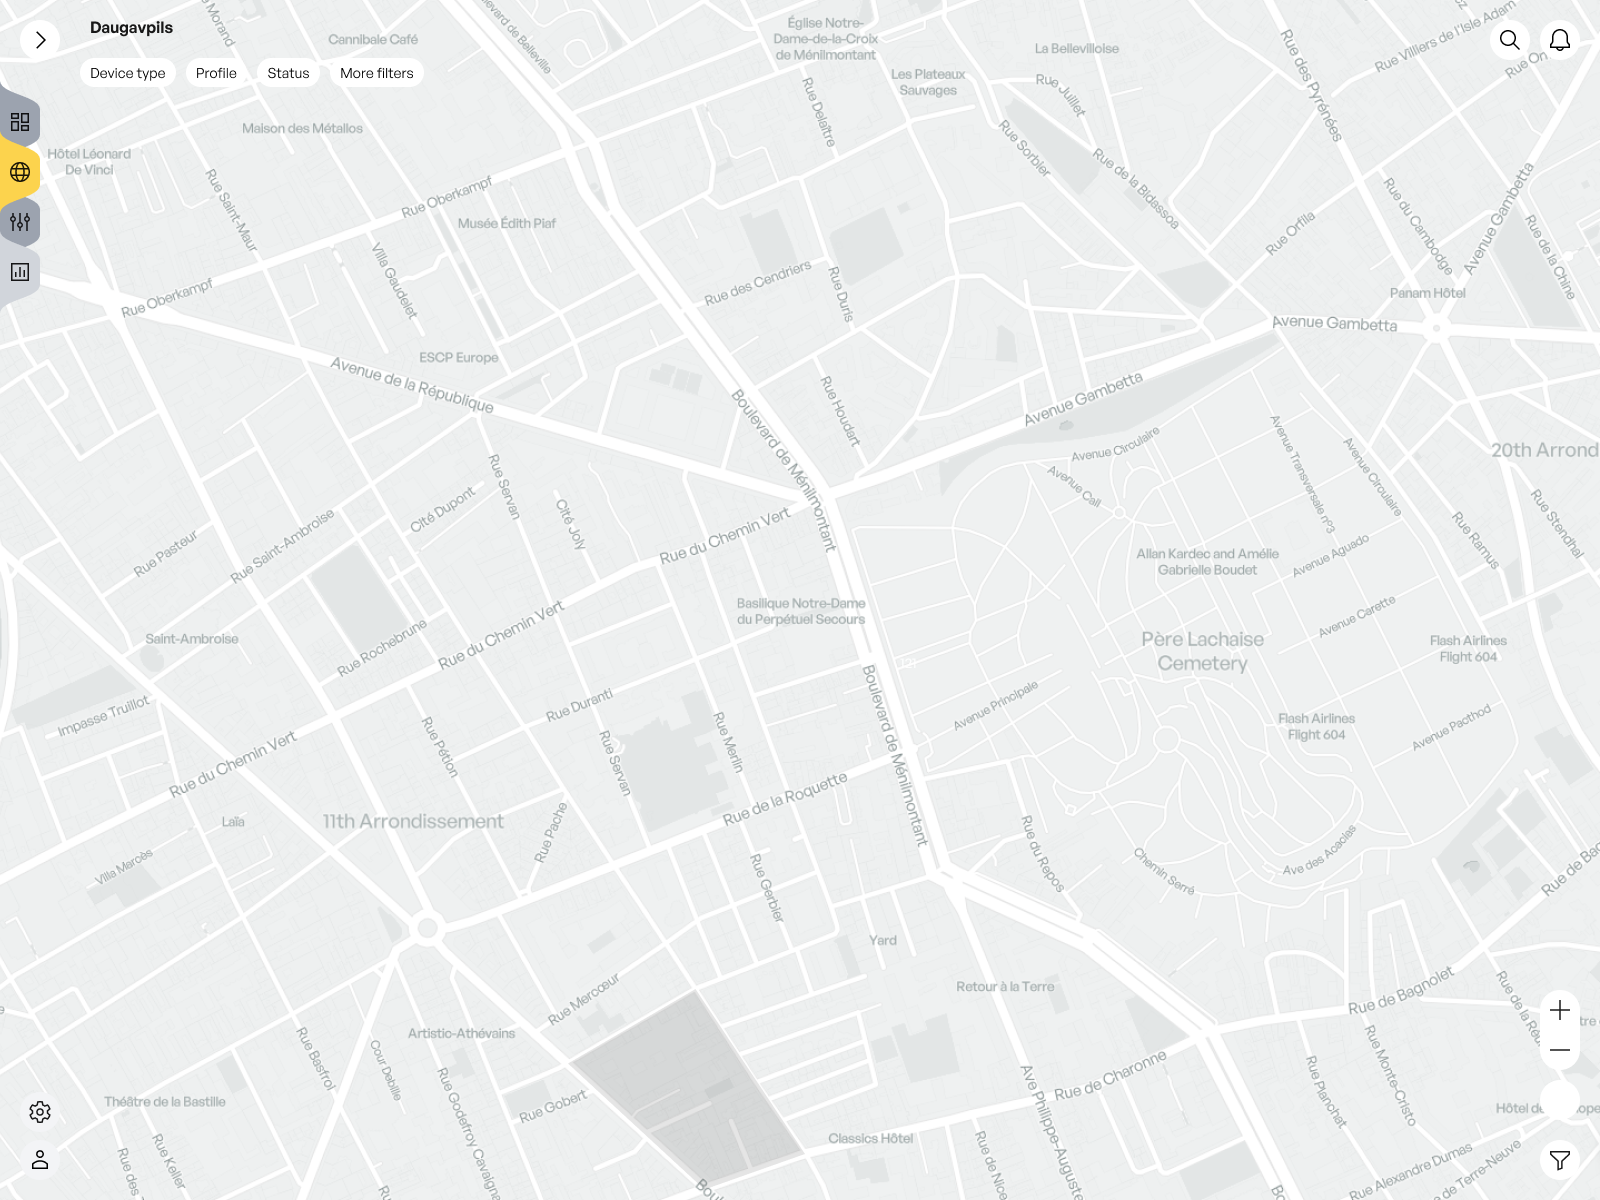 Daugavpils
Device type
Profile
Status
More filters
Cannibale Café
Église Notre-
Dame-de-la-Croix
de Ménilmontant
La Bellevilloise
Les Plateaux
Sauvages
Rue Juillet
Rue Delaître
Rue Sorbier
Rue de la Bidassoa
Rue des Pyrénées
Rue Villiers de l'Isle Adam
Maison des Métallos
Hôtel Léonard
De Vinci
Rue Saint-Maur
Rue Oberkampf
Musée Édith Piaf
Villa Gaudelet
Rue Oberkampf
Rue des Cendriers
Rue Duris
Rue Orfila
Rue du Cambodge
Avenue Gambetta
Rue de la Chine
Panam Hôtel
Avenue Gambetta
ESCP Europe
Avenue de la République
Boulevard de Ménilmontant
Rue Houdart
Avenue Gambetta
Avenue Circulaire
Avenue Cail
Avenue Transversale n°3
Avenue Circulaire
20th Arrond
Rue Servan
Cité Dupont
Cité Joly
Rue du Chemin Vert
Rue Pasteur
Rue Saint-Ambroise
Allan Kardec and Amélie
Gabrielle Boudet
Avenue Aguado
Rue Ramus
Rue Stendhal
Basilique Notre-Dame
du Perpétuel Secours
Avenue Carette
Saint-Ambroise
Rue Rochebrune
Rue du Chemin Vert
Père Lachaise
Cemetery
Flash Airlines
Flight 604
Boulevard de Ménilmontant
Avenue Principale
Flash Airlines
Flight 604
Avenue Pacthod
Impasse Truillot
Rue Duranti
Rue Pétion
Rue Servan
Rue Merlin
Rue du Chemin Vert
Rue de la Roquette
Laïa
11th Arrondissement
Rue Pache
Villa Marcès
Rue Gerbier
Rue du Repos
Chemin Serré
Ave des Acacias
Yard
Retour à la Terre
Rue Mercœur
Rue de Bagnolet
Artistic-Athévains
Rue Basfroi
Cour Debille
Rue Godefroy Cavaignac
Rue Gobert
Théâtre de la Bastille
Rue Keller
Rue de Charonne
Ave Philippe-Auguste
Classics Hôtel
Rue Planchat
Rue Monte-Cristo
Rue Alexandre Dumas